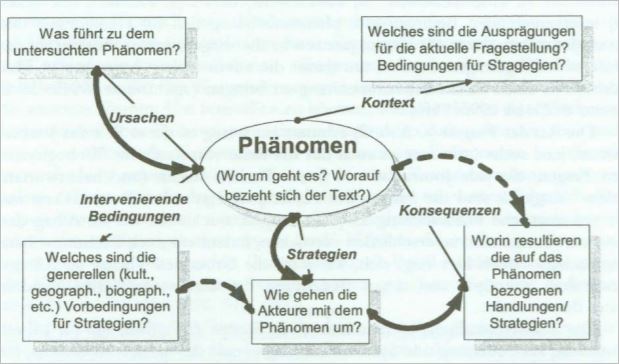 Was führt zu dem
untersuchten Phänomen?
Welches sind die Ausprägungen
für die aktuelle Fragestellung?
Bedingungen für Stragegien?
Ursachen
Kontext
Phänomen
(Worum geht es? Worauf
bezieht sich der Text?)
Intervenierende
Bedingungen
Strategien
Konsequenzen
Welches sind die
generellen (kult.,
geograph., biograph.,
etc.) Vorbedingungen
für Strategien?
Wie gehen die
Akteure mit dem
Phänomen um?
Worin resultieren
die auf das
Phänomen
bezogenen
Handlungen/
Strategien?